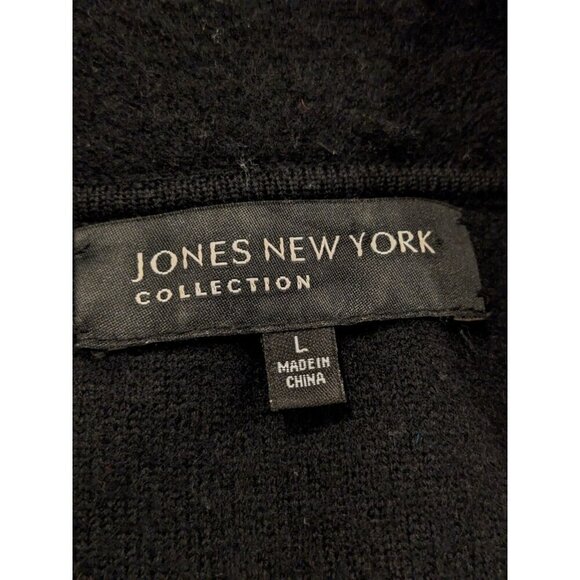 JONES NEW YORK
COLLECTION
L
MADE IN
CHINA